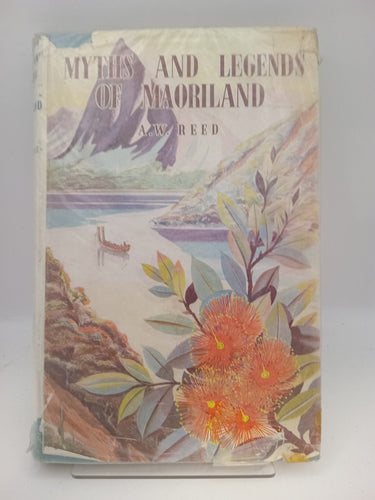 MYTHS AND LEGENDS
OF MAORILAND
A. W. REED